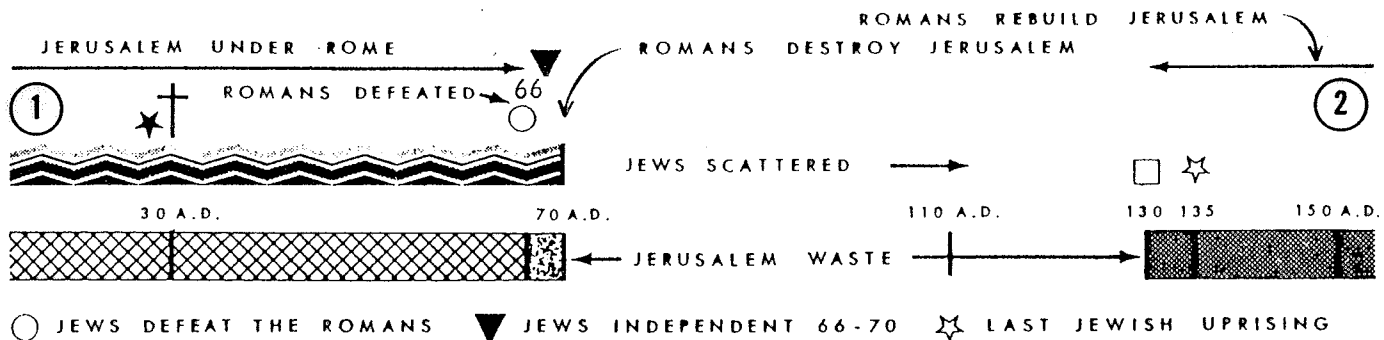 ROMANS REBUILD JERUSALEM
JERUSALEM UNDER ROME
ROMANS DESTROY JERUSALEM
66
ROMANS DEFEATED
1
2
JEWS SCATTERED
30 A.D.
70 A.D.
110 A.D.
130
135
150 A.D.
JERUSALEM WASTE
JEWS DEFEAT THE ROMANS
JEWS INDEPENDENT 66-70
LAST JEWISH UPRISING